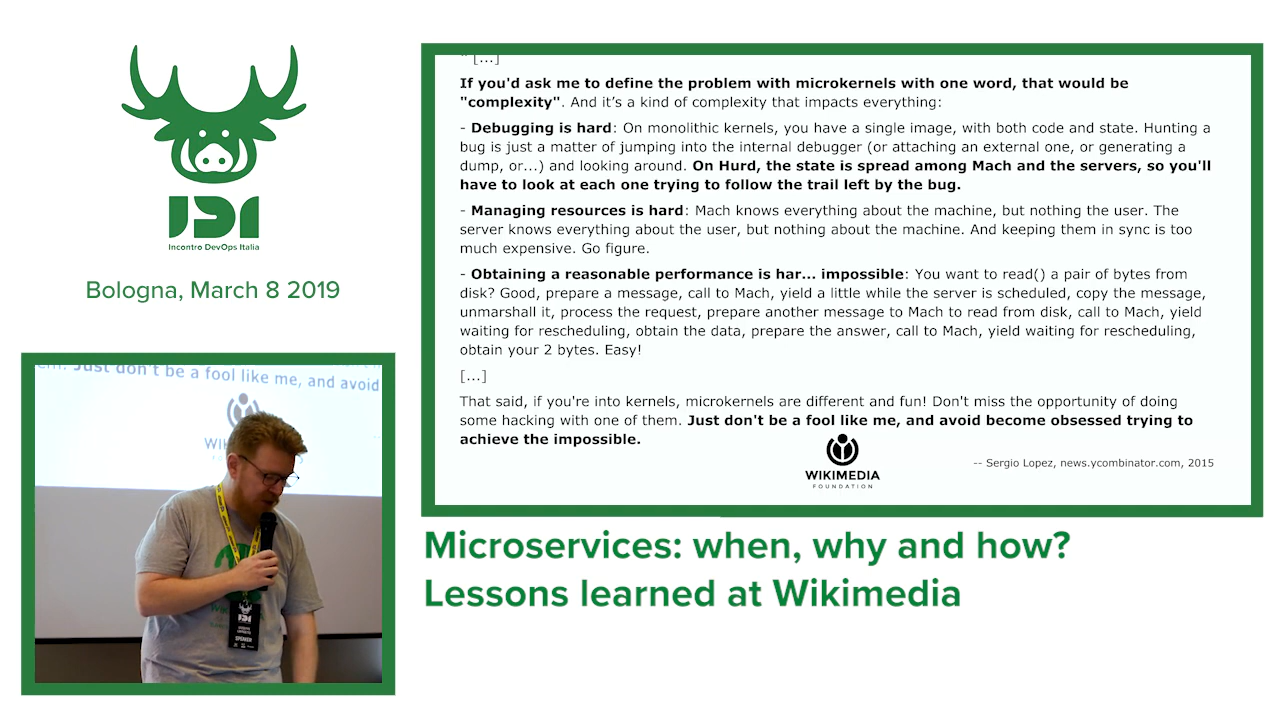 " [...]
If you'd ask me to define the problem with microkernels with one word, that would be
"complexity". And it's a kind of complexity that impacts everything:
- Debugging is hard: On monolithic kernels, you have a single image, with both code and state. Hunting a
bug is just a matter of jumping into the internal debugger (or attaching an external one, or generating a
dump, or...) and looking around. On Hurd, the state is spread among Mach and the servers, so you'll
have to look at each one trying to follow the trail left by the bug.
- Managing resources is hard: Mach knows everything about the machine, but nothing the user. The
server knows everything about the user, but nothing about the machine. And keeping them in sync is too
much expensive. Go figure.
- Obtaining a reasonable performance is har... impossible: You want to read() a pair of bytes from
disk? Good, prepare a message, call to Mach, yield a little while the server is scheduled, copy the message,
unmarshall it, process the request, prepare another message to Mach to read from disk, call to Mach, yield
waiting for rescheduling, obtain the data, prepare the answer, call to Mach, yield waiting for rescheduling,
obtain your 2 bytes. Easy!
[...]
That said, if you're into kernels, microkernels are different and fun! Don't miss the opportunity of doing
some hacking with one of them. Just don't be a fool like me, and avoid become obsessed trying to
achieve the impossible.
WIKIMEDIA
FOUNDATION
-- Sergio Lopez, news.ycombinator.com, 2015
IDI
Incontro DevOps Italia
Bologna, March 8 2019
Just don't be a fool like me, and avoid
IDI
SPEAKER
Microservices: when, why and how?
Lessons learned at Wikimedia